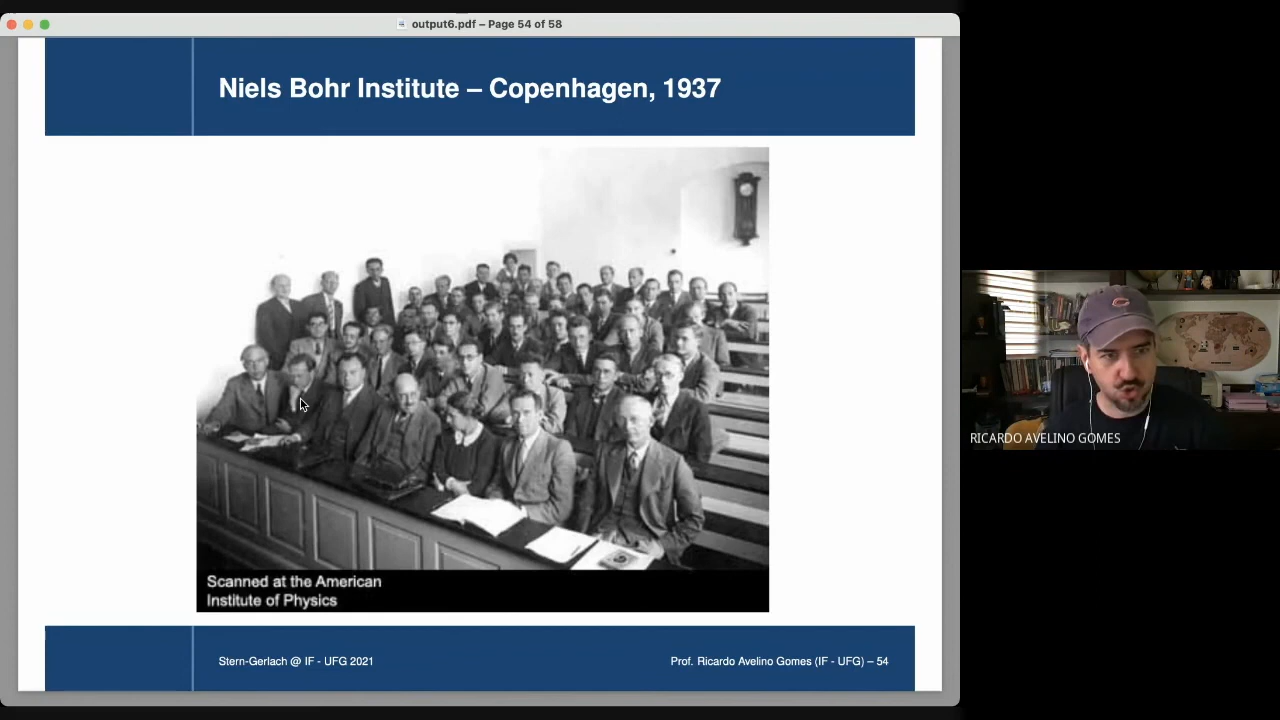 output6.pdf – Page 54 of 58
Niels Bohr Institute – Copenhagen, 1937
Scanned at the American
Institute of Physics
Stern-Gerlach @ IF - UFG 2021
Prof. Ricardo Avelino Gomes (IF - UFG) – 54
RICARDO AVELINO GOMES